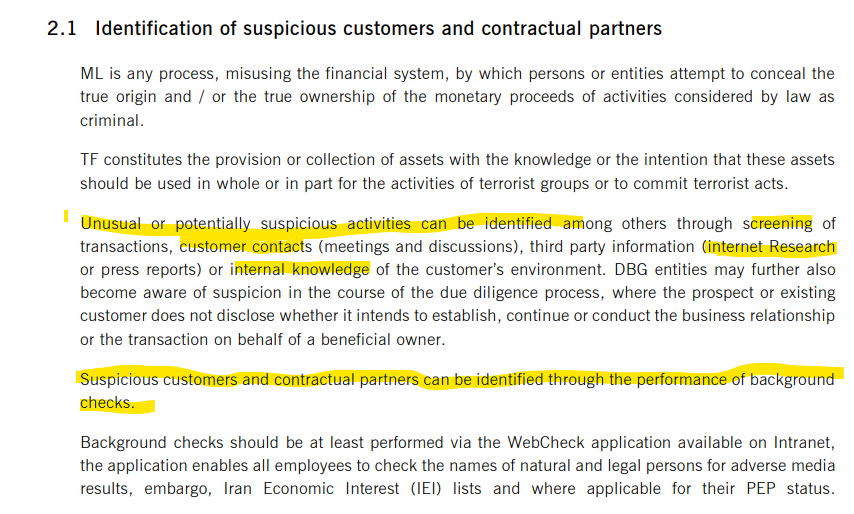 2.1 Identification of suspicious customers and contractual partners
ML is any process, misusing the financial system, by which persons or entities attempt to conceal the
true origin and / or the true ownership of the monetary proceeds of activities considered by law as
criminal.
TF constitutes the provision or collection of assets with the knowledge or the intention that these assets
should be used in whole or in part for the activities of terrorist groups or to commit terrorist acts.
Unusual or potentially suspicious activities can be identified among others through screening of
transactions, customer contacts (meetings and discussions), third party information (internet Research
or press reports) or internal knowledge of the customer's environment. DBG entities may further also
become aware of suspicion in the course of the due diligence process, where the prospect or existing
customer does not disclose whether it intends to establish, continue or conduct the business relationship
or the transaction on behalf of a beneficial owner.
Suspicious customers and contractual partners can be identified through the performance of background
checks.
Background checks should be at least performed via the WebCheck application available on Intranet,
the application enables all employees to check the names of natural and legal persons for adverse media
results, embargo, Iran Economic Interest (IEI) lists and where applicable for their PEP status.